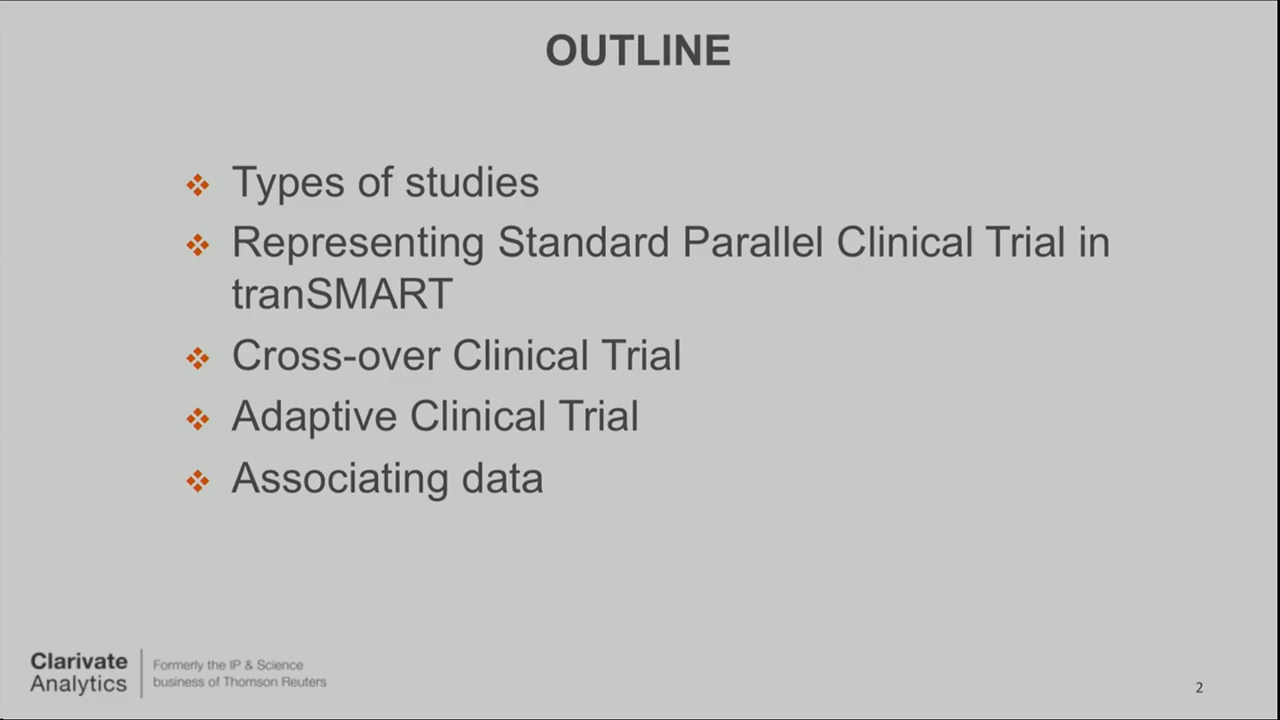 OUTLINE
Types of studies
Representing Standard Parallel Clinical Trial in
tranSMART
Cross-over Clinical Trial
Adaptive Clinical Trial
Associating data
Clarivate
Analytics
Formerly the IP & Science
business of Thomson Reuters
2